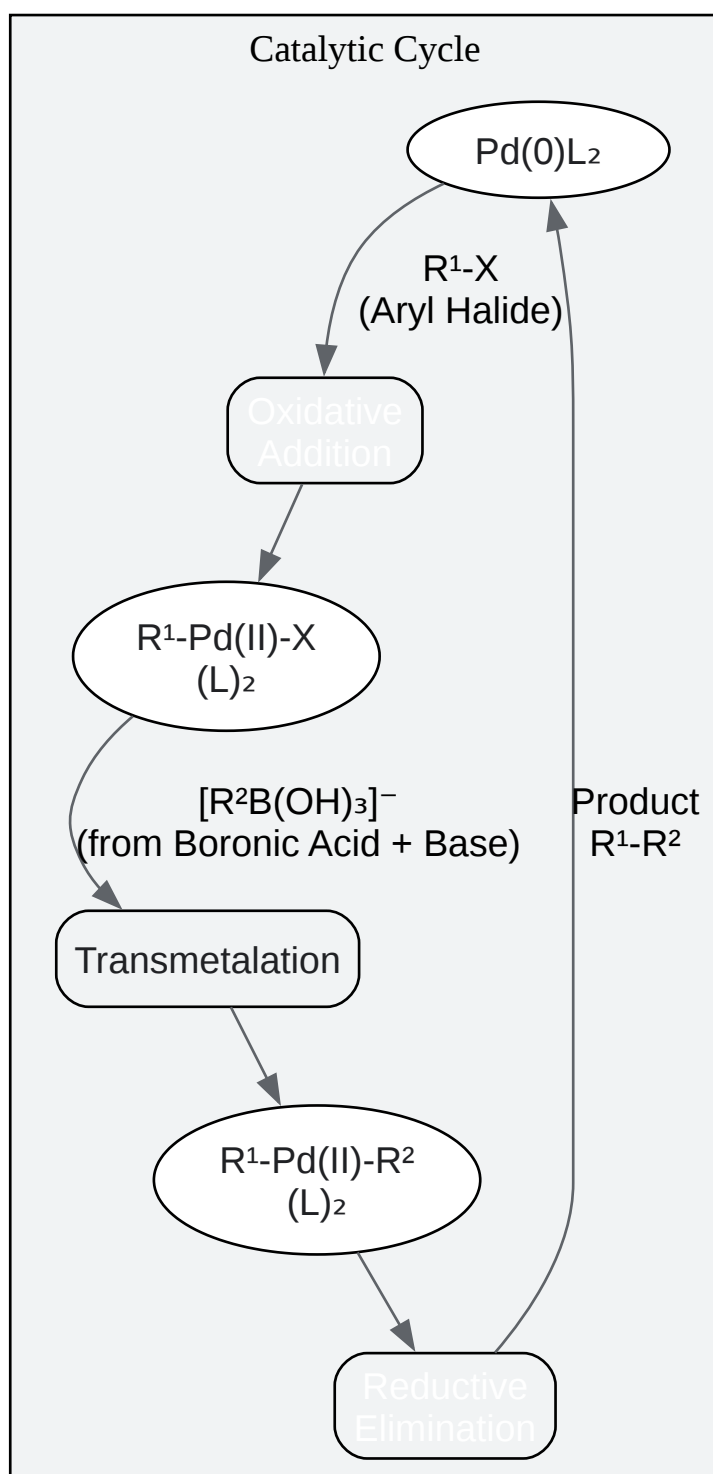 Catalytic Cycle
Pd(0)L₂
R¹-X
(Aryl Halide)
Oxidative
Addition
R¹-Pd(II)-X
(L)₂
[R²B(OH)₃]⁻
(from Boronic Acid + Base)
Product
R¹-R²
Transmetalation
R¹-Pd(II)-R²
(L)₂
Reductive
Elimination